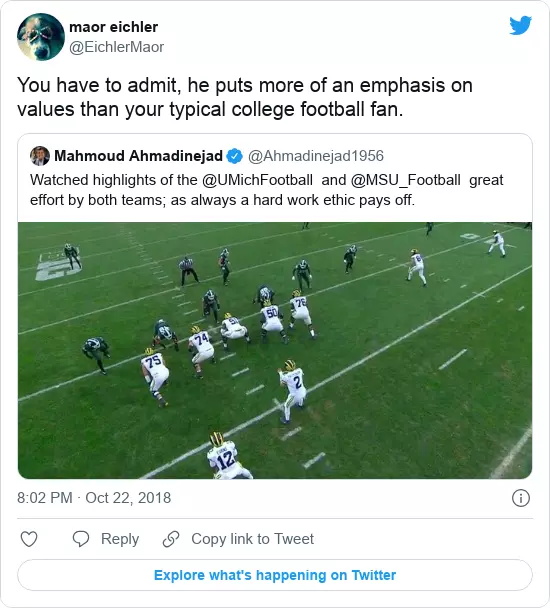 maor eichler
@EichlerMaor
You have to admit, he puts more of an emphasis on
values than your typical college football fan.
Mahmoud Ahmadinejad @Ahmadinejad1956
Watched highlights of the @UMichFootball and @MSU_Football great
effort by both teams; as always a hard work ethic pays off.
76
50
74
75
2
12
8:02 PM · Oct 22, 2018
Reply
Copy link to Tweet
Explore what's happening on Twitter